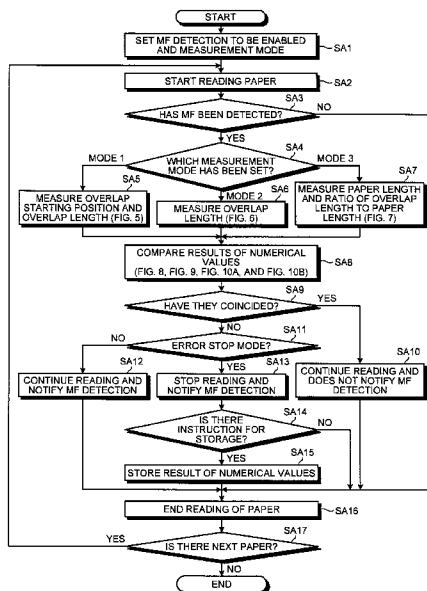 START
SET MF DETECTION TO BE ENABLED
AND MEASUREMENT MODE
SA1
START READING PAPER
SA2
SA3
HAS MF BEEN DETECTED?
NO
YES
SA4
WHICH MEASUREMENT
MODE HAS BEEN SET?
MODE 1
MODE 3
SA5
MEASURE OVERLAP
STARTING POSITION AND
OVERLAP LENGTH (FIG. 5)
MODE 2
SA6
MEASURE OVERLAP
LENGTH (FIG. 6)
SA7
MEASURE PAPER LENGTH
AND RATIO OF OVERLAP
LENGTH TO PAPER
LENGTH (FIG. 7)
COMPARE RESULTS OF NUMERICAL
VALUES
(FIG. 8, FIG. 9, FIG. 10A, AND FIG. 10B)
SA8
SA9
HAVE THEY COINCIDED?
YES
NO
SA11
ERROR STOP MODE?
NO
YES
SA12
CONTINUE READING AND
NOTIFY MF DETECTION
SA13
STOP READING AND
NOTIFY MF DETECTION
SA10
CONTINUE READING AND
DOES NOT NOTIFY MF
DETECTION
SA14
IS THERE
INSTRUCTION FOR
STORAGE?
NO
YES
SA15
STORE RESULT OF NUMERICAL VALUES
END READING OF PAPER
SA16
SA17
YES
IS THERE NEXT PAPER?
NO
END